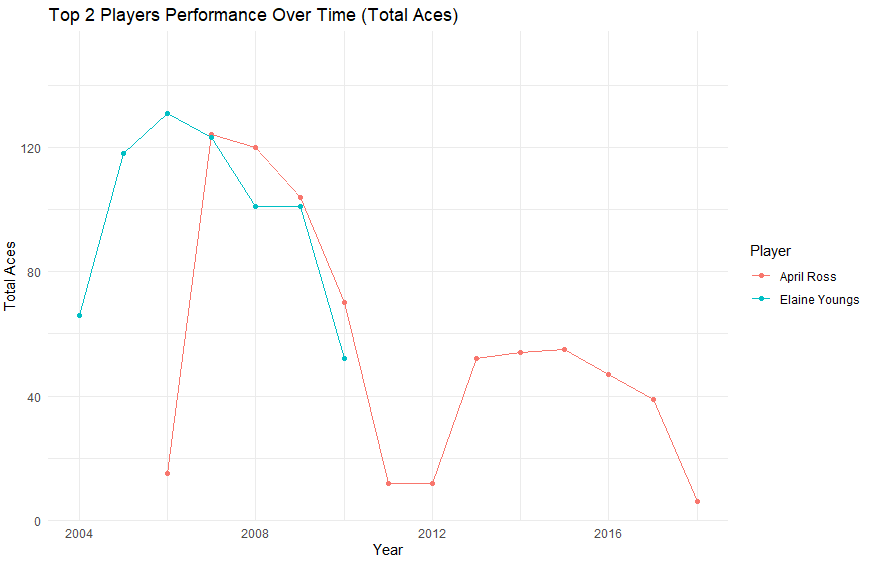 Top 2 Players Performance Over Time (Total Aces)
120
80
40
0
Total Aces
2004
2008
2012
2016
Year
Player
April Ross
Elaine Youngs